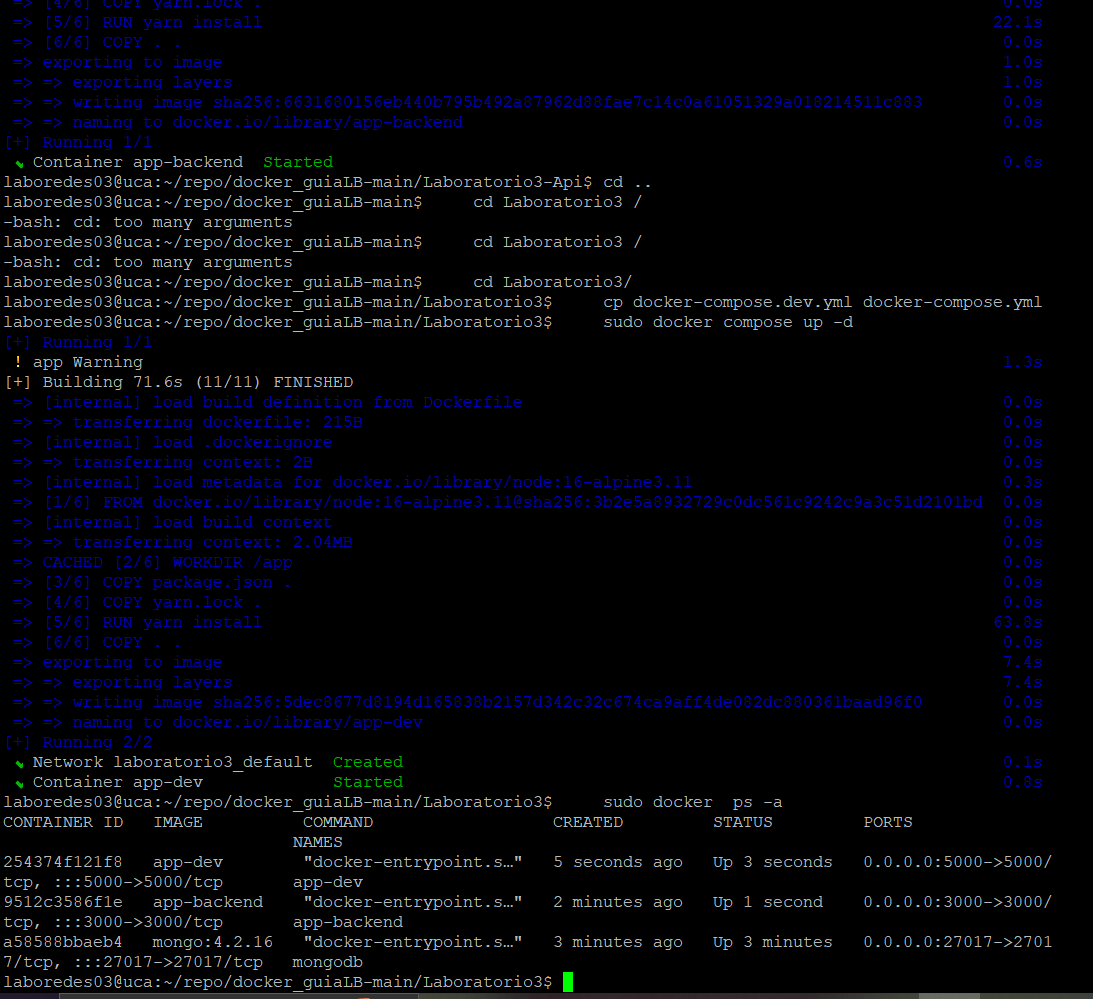 => [4/6] COPY yarn.lock . 0.0s
=> [5/6] RUN yarn install 22.1s
=> [6/6] COPY . . 0.0s
=> exporting to image 1.0s
=> => exporting layers 1.0s
=> => writing image sha256:6631680156eb440b795b492a87962d88fae7c14c0a61051329a018214511c883 0.0s
=> => naming to docker.io/library/app-backend 0.0s
[+] Running 1/1
✔ Container app-backend Started 0.6s
laboredes03@uca:~/repo/docker_guiaLB-main/Laboratorio3-Api$ cd ..
laboredes03@uca:~/repo/docker_guiaLB-main$ cd Laboratorio3 /
-bash: cd: too many arguments
laboredes03@uca:~/repo/docker_guiaLB-main$ cd Laboratorio3 /
-bash: cd: too many arguments
laboredes03@uca:~/repo/docker_guiaLB-main$ cd Laboratorio3/
laboredes03@uca:~/repo/docker_guiaLB-main/Laboratorio3$ cp docker-compose.dev.yml docker-compose.yml
laboredes03@uca:~/repo/docker_guiaLB-main/Laboratorio3$ sudo docker compose up -d
[+] Running 1/1
! app Warning 1.3s
[+] Building 71.6s (11/11) FINISHED
=> [internal] load build definition from Dockerfile 0.0s
=> => transferring dockerfile: 215B 0.0s
=> [internal] load .dockerignore 0.0s
=> => transferring context: 2B 0.0s
=> [internal] load metadata for docker.io/library/node:16-alpine3.11 0.3s
=> [1/6] FROM docker.io/library/node:16-alpine3.11@sha256:3b2e5a8932729c0dc561c9242c9a3c51d2101bd 0.0s
=> [internal] load build context 0.0s
=> => transferring context: 2.04MB 0.0s
=> CACHED [2/6] WORKDIR /app 0.0s
=> [3/6] COPY package.json . 0.0s
=> [4/6] COPY yarn.lock . 0.0s
=> [5/6] RUN yarn install 63.8s
=> [6/6] COPY . . 0.0s
=> exporting to image 7.4s
=> => exporting layers 7.4s
=> => writing image sha256:5dec8677d8194d165838b2157d342c32c674ca9aff4de082dc880361baad96f0 0.0s
=> => naming to docker.io/library/app-dev 0.0s
[+] Running 2/2
✔ Network laboratorio3_default Created 0.1s
✔ Container app-dev Started 0.8s
laboredes03@uca:~/repo/docker_guiaLB-main/Laboratorio3$ sudo docker ps -a
CONTAINER ID IMAGE COMMAND CREATED STATUS PORTS
NAMES
254374f121f8 app-dev "docker-entrypoint.s…" 5 seconds ago Up 3 seconds 0.0.0.0:5000->5000/
tcp, :::5000->5000/tcp app-dev
9512c3586f1e app-backend "docker-entrypoint.s…" 2 minutes ago Up 1 second 0.0.0.0:3000->3000/
tcp, :::3000->3000/tcp app-backend
a58588bbaeb4 mongo:4.2.16 "docker-entrypoint.s…" 3 minutes ago Up 3 minutes 0.0.0.0:27017->2701
7/tcp, :::27017->27017/tcp mongodb
laboredes03@uca:~/repo/docker_guiaLB-main/Laboratorio3$